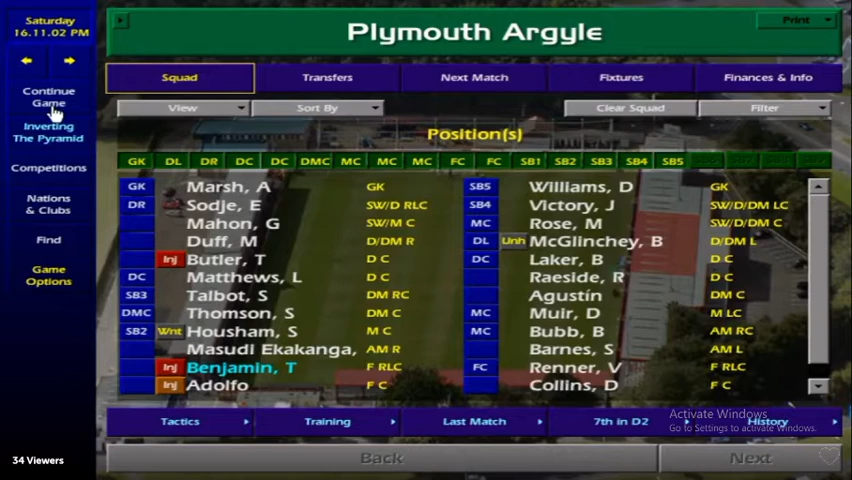 Saturday
16.11.02 PM
Plymouth Argyle
Print
Continue
Game
Inverting
The Pyramid
Competitions
Nations
& Clubs
Find
Game
Options
Squad
Transfers
Next Match
Fixtures
Finances & Info
View
Sort By
Clear Squad
Filter
Position(s)
GK DL DR DC DC DMC MC MC MC FC FC SB1 SB2 SB3 SB4 SB5
GK Marsh, A GK
DR Sodje, E SW/D RLC
Mahon, G SW/M C
Duff, M D/DM R
Inj Butler, T D C
DC Matthews, L D C
SB3 Talbot, S DM RC
DMC Thomson, S DM C
SB2 Wnt Housham, S M C
Masudi Ekakanga, AM R
Inj Benjamin, T F RLC
Inj Adolfo F C
SB5 Williams, D GK
SB4 Victory, J SW/D/DM LC
MC Rose, M SW/D/DM C
DL Unh McGlinchey, B D/DM L
DC Laker, B D C
Raeside, R D C
Agustín DM C
MC Muir, D M LC
MC Bubb, B AM RC
Barnes, S AM L
FC Renner, V F RLC
Collins, D F C
Tactics
Training
Last Match
7th in D2
History
Activate Windows
Go to Settings to activate Windows.
Back
Next
34 Viewers